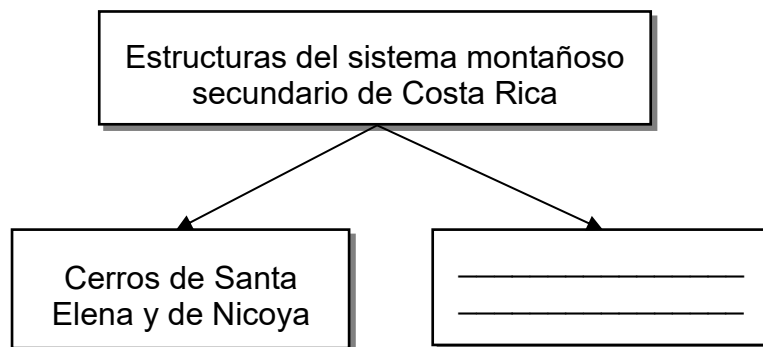 Estructuras del sistema montañoso
secundario de Costa Rica
Cerros de Santa
Elena y de Nicoya